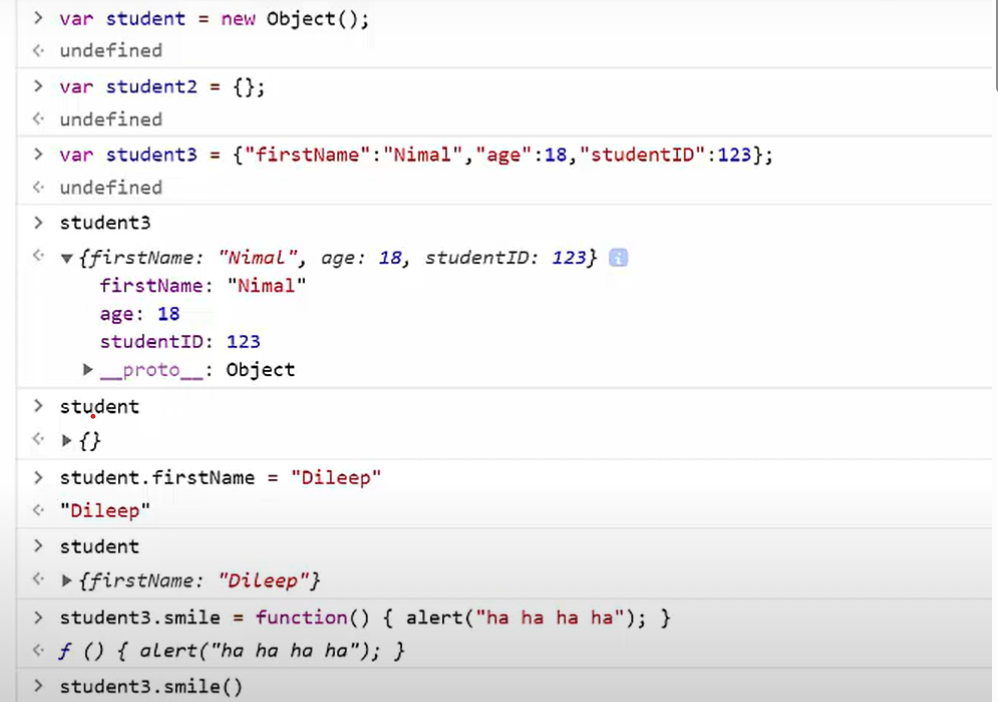 > var student = new Object();
<· undefined
> var student2 = {};
<· undefined
> var student3 = {"firstName":"Nimal","age":18,"studentID":123};
<· undefined
> student3
<· ▼{firstName: "Nimal", age: 18, studentID: 123} i
firstName: "Nimal"
age: 18
studentID: 123
▶__proto__: Object
> student
<· ▶{}
> student.firstName = "Dileep"
<· "Dileep"
> student
<· ▶{firstName: "Dileep"}
> student3.smile = function() { alert("ha ha ha ha"); }
<· ƒ () { alert("ha ha ha ha"); }
> student3.smile()